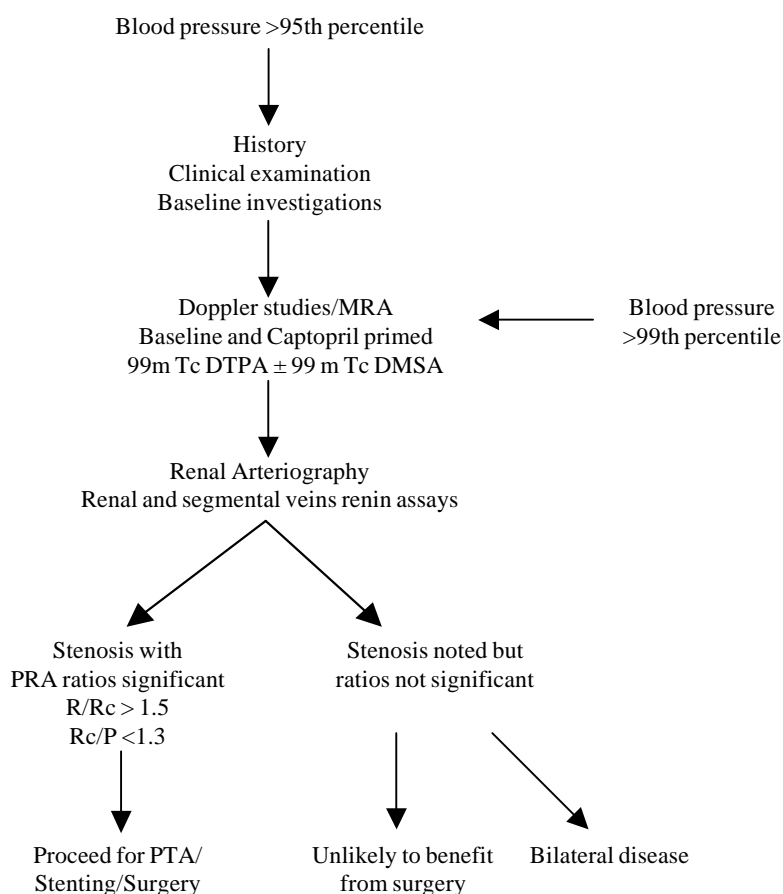 Blood pressure >95th percentile
History
Clinical examination
Baseline investigations
Doppler studies/MRA
Baseline and Captopril primed
99m Tc DTPA ± 99 m Tc DMSA
Blood pressure
>99th percentile
Renal Arteriography
Renal and segmental veins renin assays
Stenosis with
PRA ratios significant
R/Rc > 1.5
Rc/P <1.3
Stenosis noted but
ratios not significant
Proceed for PTA/
Stenting/Surgery
Unlikely to benefit
from surgery
Bilateral disease